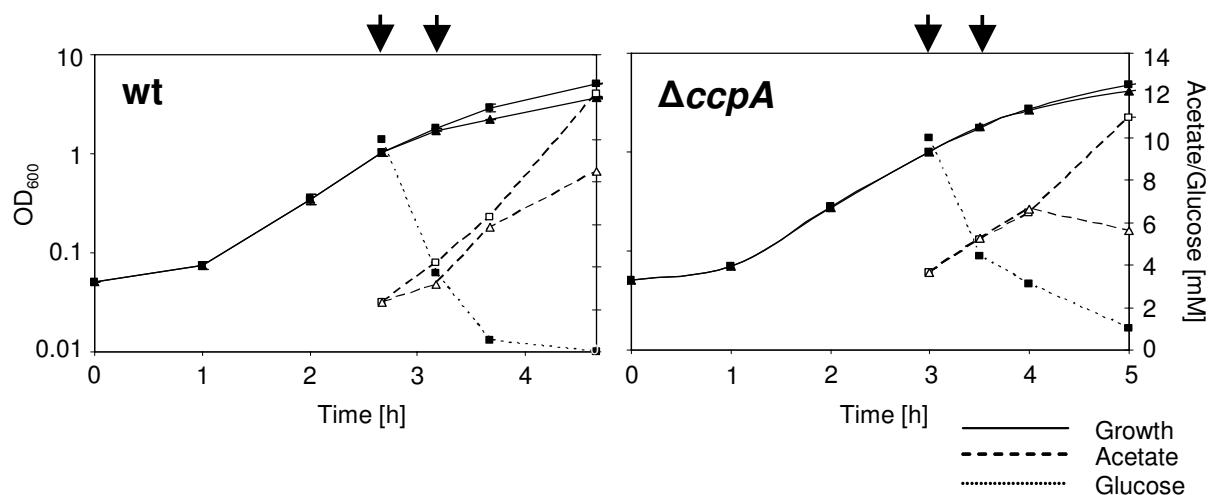 wt
ΔccpA
OD600
10
1
0.1
0.01
0 1 2 3 4
Time [h]
0 1 2 3 4 5
Time [h]
14
12
10
8
6
4
2
0
Acetate/Glucose [mM]
Growth
Acetate
Glucose